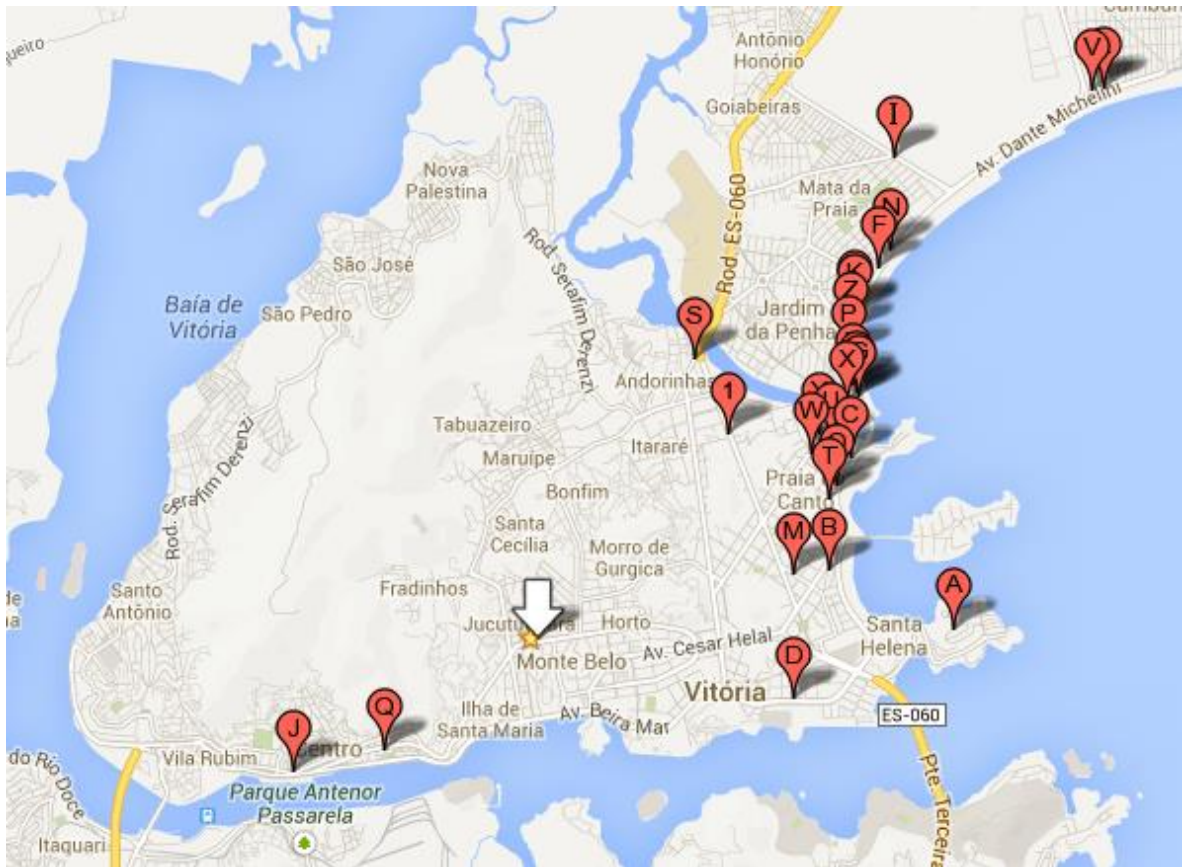 Antônio
Honório
Goiabeiras
V
I
Av. Dante Michelini
Nova
Palestina
Rod. ES-060
Mata da
Praia
N
F
Rod. Serafim Derenzi
São José
K
Baía de
Vitória
São Pedro
Z
Jardim
da Penha
P
S
G
X
Andorinhas
1
Y
U
W
C
Tabuazeiro
Maruípe
Itararé
T
Praia
Canto
Rod. Serafim Derenzi
Bonfim
Santa
Cecília
M
B
Morro de
Gurgica
Fradinhos
Santo
Antônio
A
Horto
Santa
Helena
Av. Cesar Helal
Monte Belo
D
Vitória
Q
J
Ilha de
Santa Maria
Av. Beira Mar
ES-060
Vila Rubim
Pte. Terceira
do Rio Doce
Parque Antenor
Passarela
Itaquari